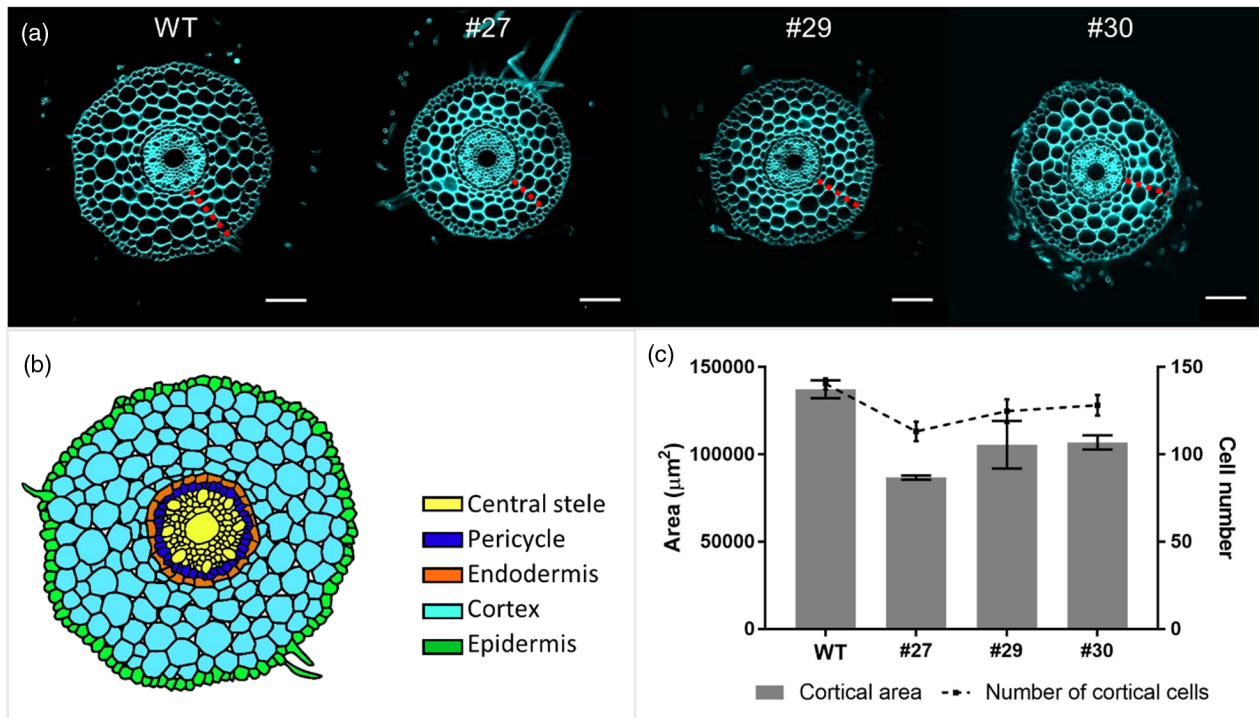 (a)
WT
#27
#29
#30
(b)
Central stele
Pericycle
Endodermis
Cortex
Epidermis
(c)
150000
100000
50000
0
Area (μm²)
150
100
50
0
Cell number
WT
#27
#29
#30
Cortical area
Number of cortical cells